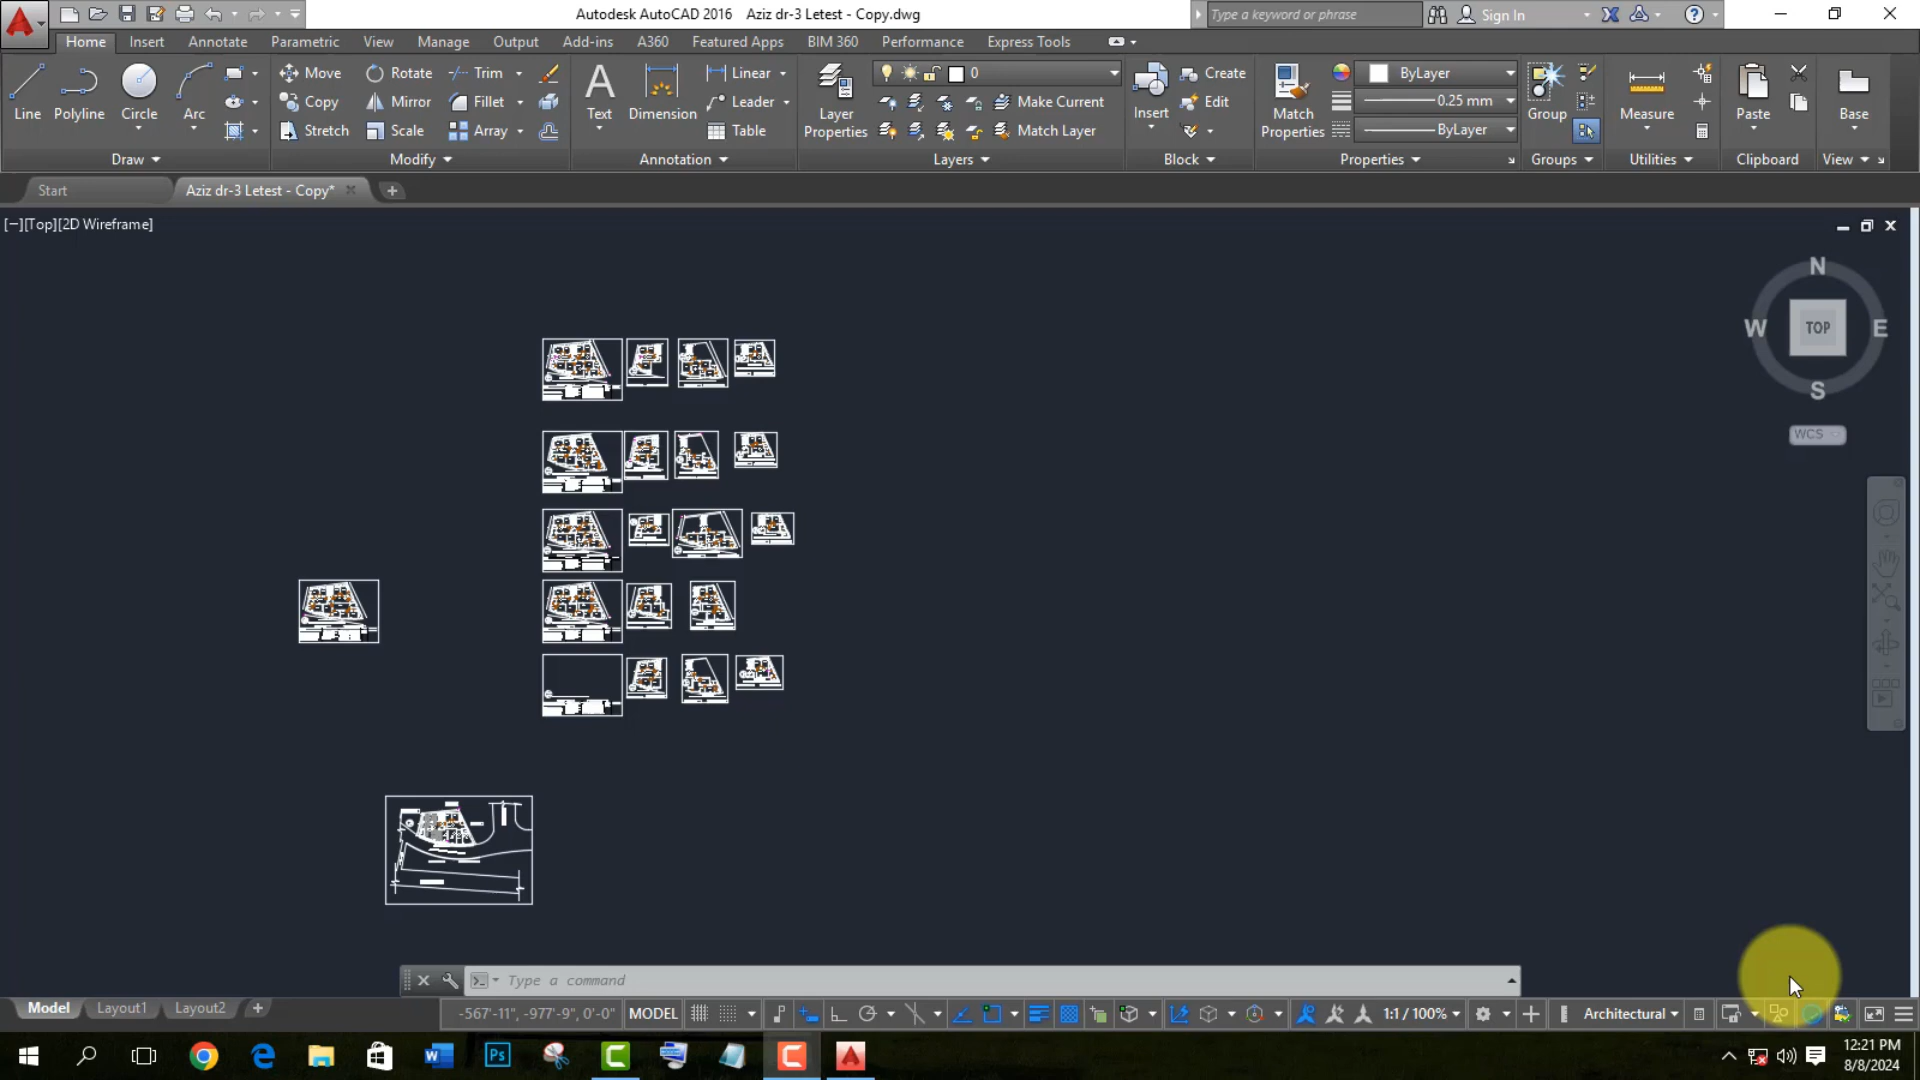 Autodesk AutoCAD 2016 Aziz dr-3 Letest - Copy.dwg
Type a keyword or phrase
Sign In
Home Insert Annotate Parametric View Manage Output Add-ins A360 Featured Apps BIM 360 Performance Express Tools
Line Polyline Circle Arc
Move Rotate Trim
Copy Mirror Fillet
Stretch Scale Array
Text Dimension
Linear
Leader
Table
Layer Properties
0
Make Current
Match Layer
Insert
Create
Edit
Match Properties
ByLayer
0.25 mm
ByLayer
Group
Measure
Paste
Base
Draw Modify Annotation Layers Block Properties Groups Utilities Clipboard View
Start Aziz dr-3 Letest - Copy*
[−][Top][2D Wireframe]
N
W TOP E
S
WCS
Type a command
Model Layout1 Layout2
-567'-11", -977'-9", 0'-0" MODEL 1:1 / 100% Architectural
12:21 PM
8/8/2024